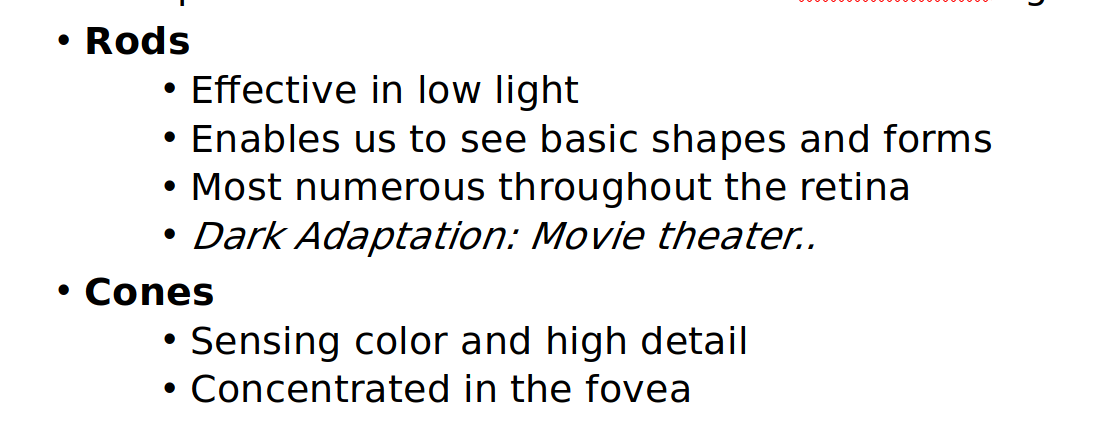 • Rods
• Effective in low light
• Enables us to see basic shapes and forms
• Most numerous throughout the retina
• Dark Adaptation: Movie theater..
• Cones
• Sensing color and high detail
• Concentrated in the fovea